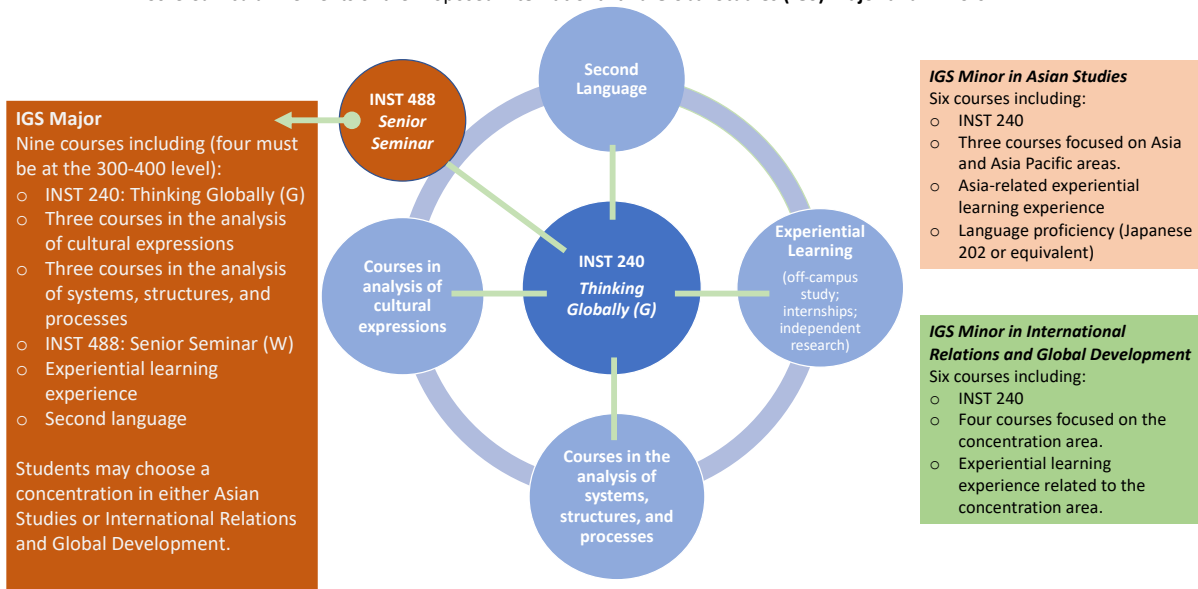 IGS Major
Nine courses including (four must
be at the 300-400 level):
o INST 240: Thinking Globally (G)
o Three courses in the analysis
of cultural expressions
o Three courses in the analysis
of systems, structures, and
processes
o INST 488: Senior Seminar (W)
o Experiential learning
experience
o Second language
Students may choose a
concentration in either Asian
Studies or International Relations
and Global Development.
INST 488
Senior
Seminar
Second
Language
Courses in
analysis of
cultural
expressions
INST 240
Thinking
Globally (G)
Experiential
Learning
(off-campus
study;
internships;
independent
research)
Courses in the
analysis of
systems,
structures, and
processes
IGS Minor in Asian Studies
Six courses including:
o INST 240
o Three courses focused on Asia
and Asia Pacific areas.
o Asia-related experiential
learning experience
o Language proficiency (Japanese
202 or equivalent)
IGS Minor in International
Relations and Global Development
Six courses including:
o INST 240
o Four courses focused on the
concentration area.
o Experiential learning
experience related to the
concentration area.